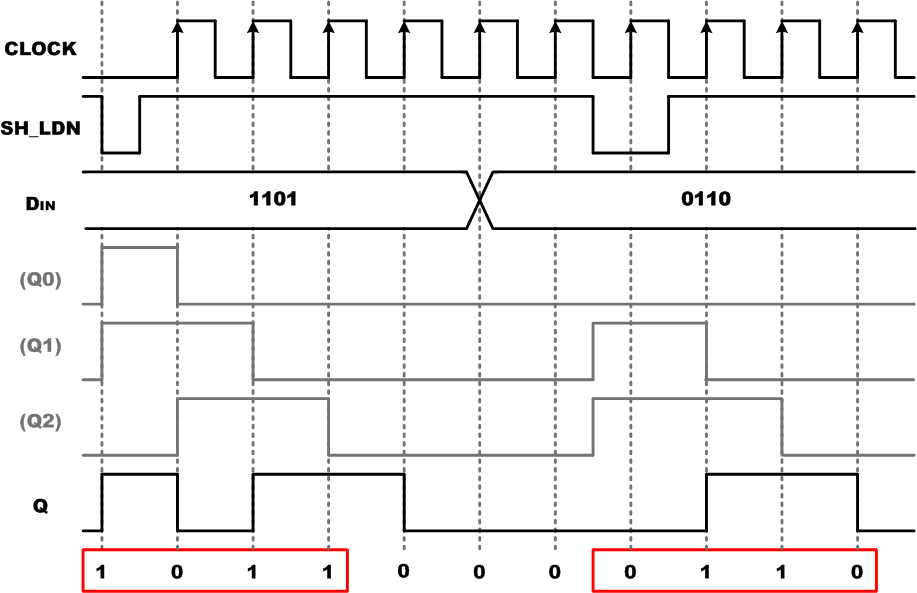 CLOCK
SH_LDN
DIN
1101
0110
(Q0)
(Q1)
(Q2)
Q
1 0 1 1 0 0 0 0 1 1 0